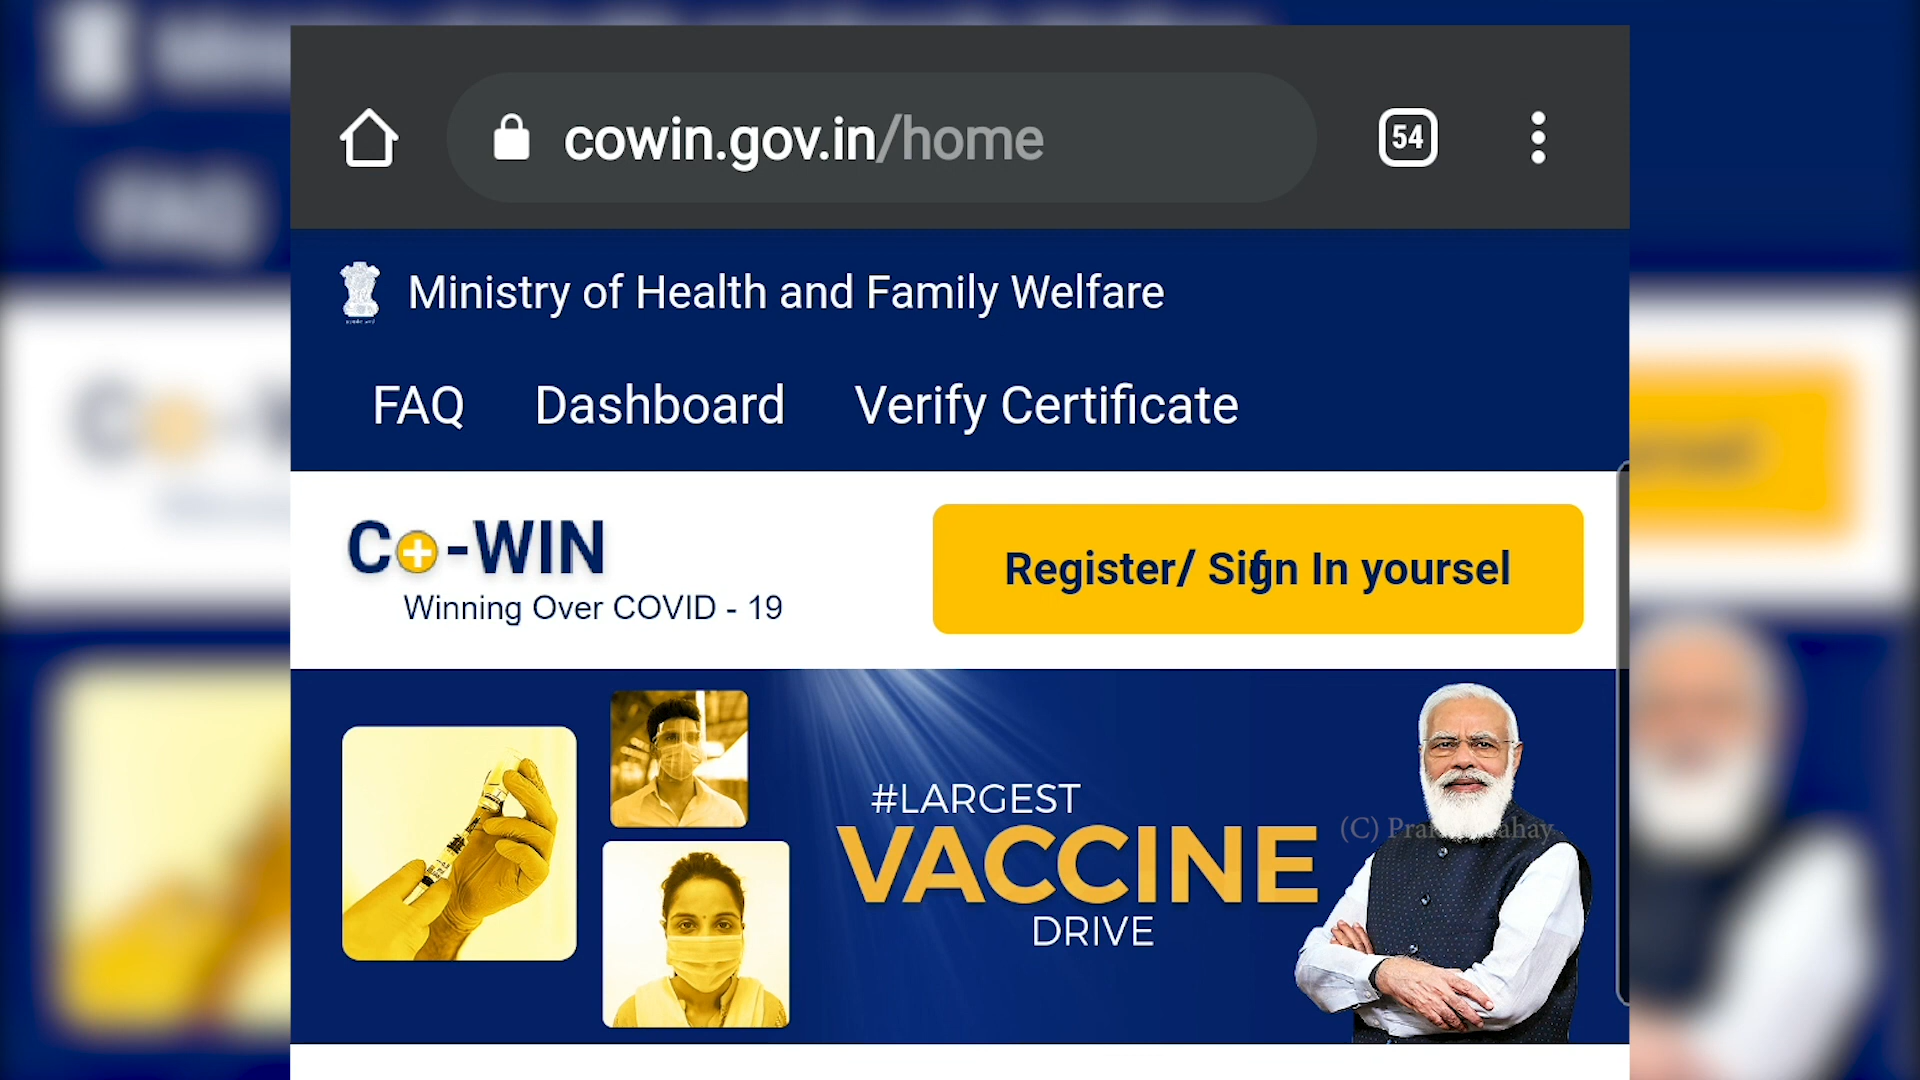 cowin.gov.in/home
54
Ministry of Health and Family Welfare
FAQ Dashboard Verify Certificate
Co-WIN
Winning Over COVID - 19
Register/ Sign In yourself
#LARGEST
VACCINE
DRIVE
(C)